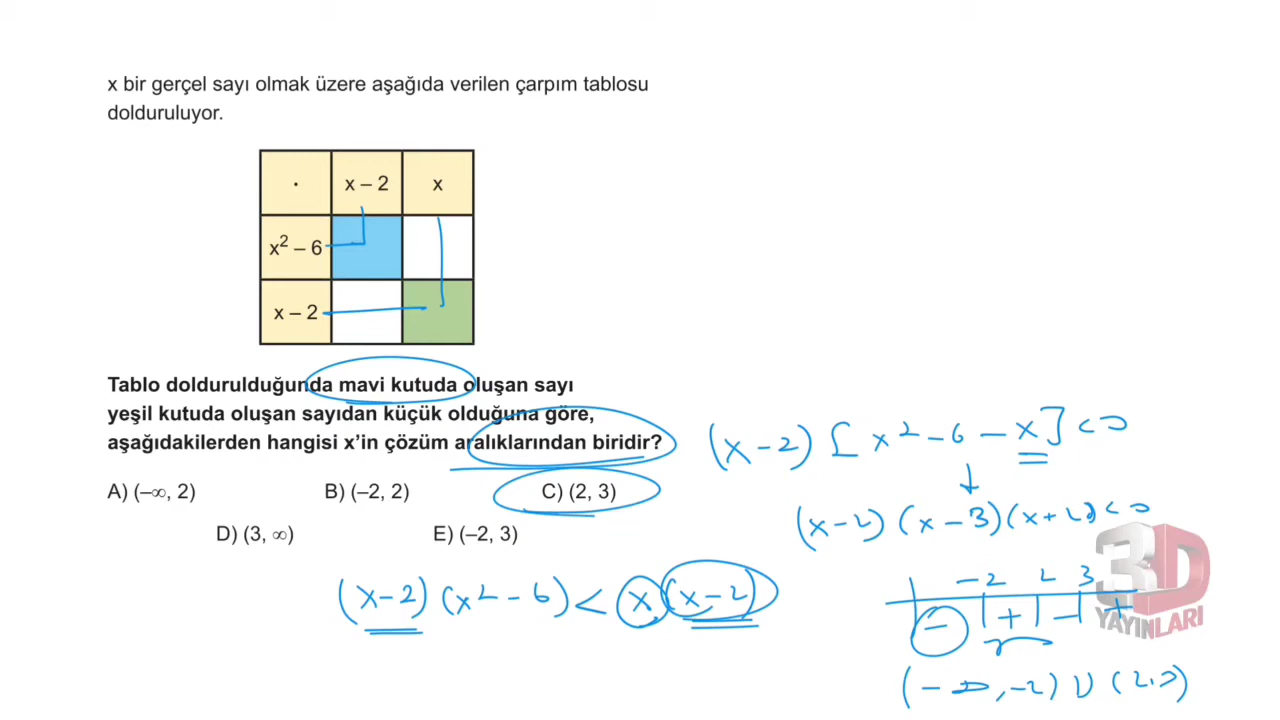 x bir gerçel sayı olmak üzere aşağıda verilen çarpım tablosu
dolduruluyor.
· x – 2 x
x² – 6
x – 2
Tablo doldurulduğunda mavi kutuda oluşan sayı
yeşil kutuda oluşan sayıdan küçük olduğuna göre,
aşağıdakilerden hangisi x'in çözüm aralıklarından biridir?
A) (–∞, 2) B) (–2, 2) C) (2, 3)
D) (3, ∞) E) (–2, 3)
(x-2) (x² - 6) < x (x-2)
(x-2) [x² - 6 - x] < 0
(x-2) (x-3) (x+2) < 0
-2 2 3
- + - +
(-∞, -2) ∪ (2,3)
3D
YAYINLARI